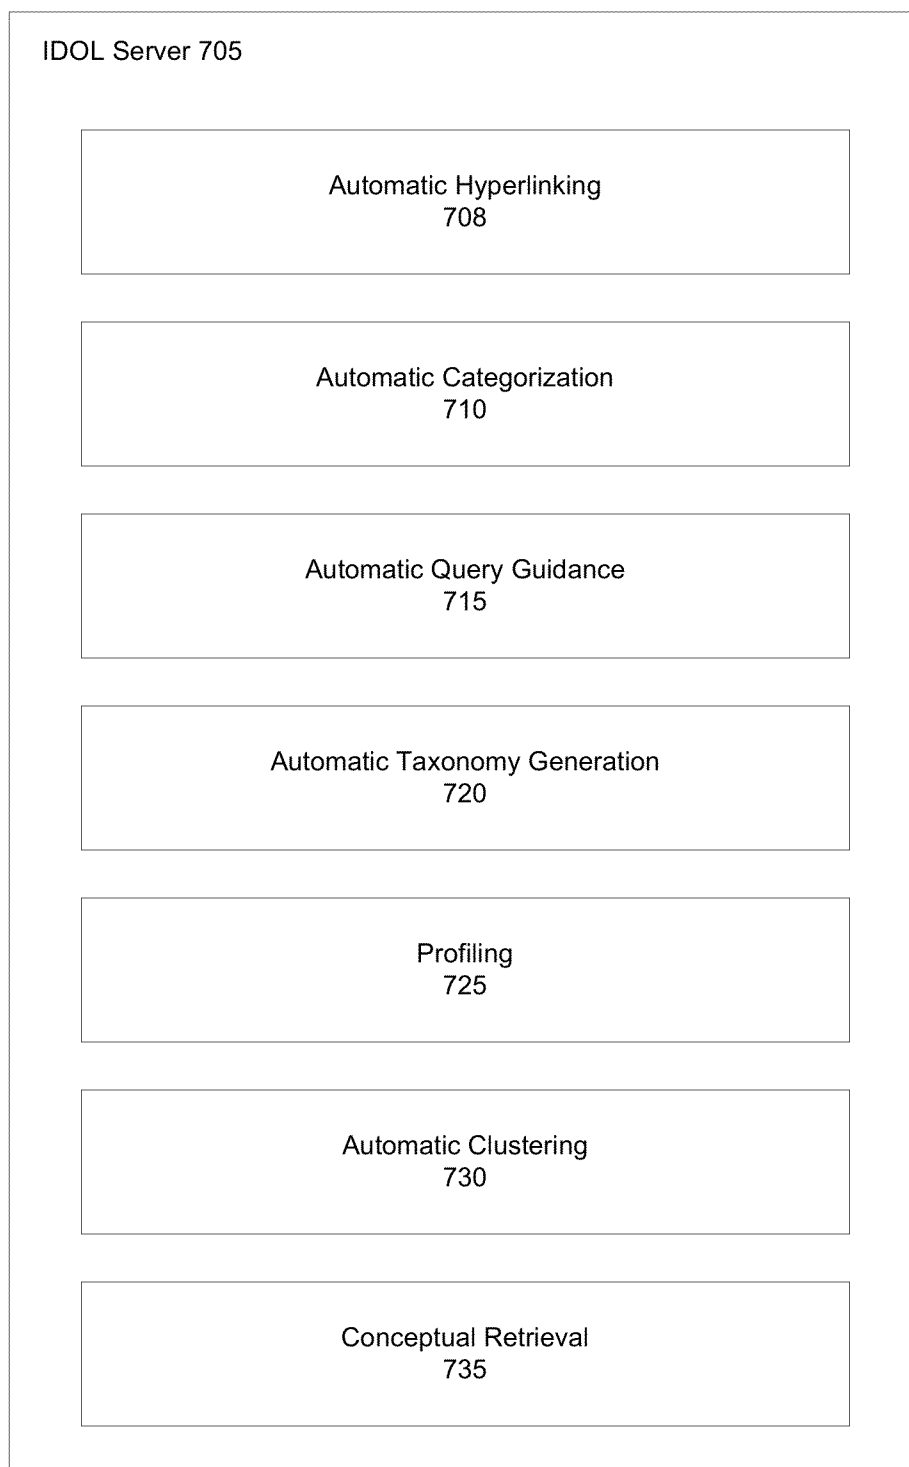 IDOL Server 705
Automatic Hyperlinking
708
Automatic Categorization
710
Automatic Query Guidance
715
Automatic Taxonomy Generation
720
Profiling
725
Automatic Clustering
730
Conceptual Retrieval
735